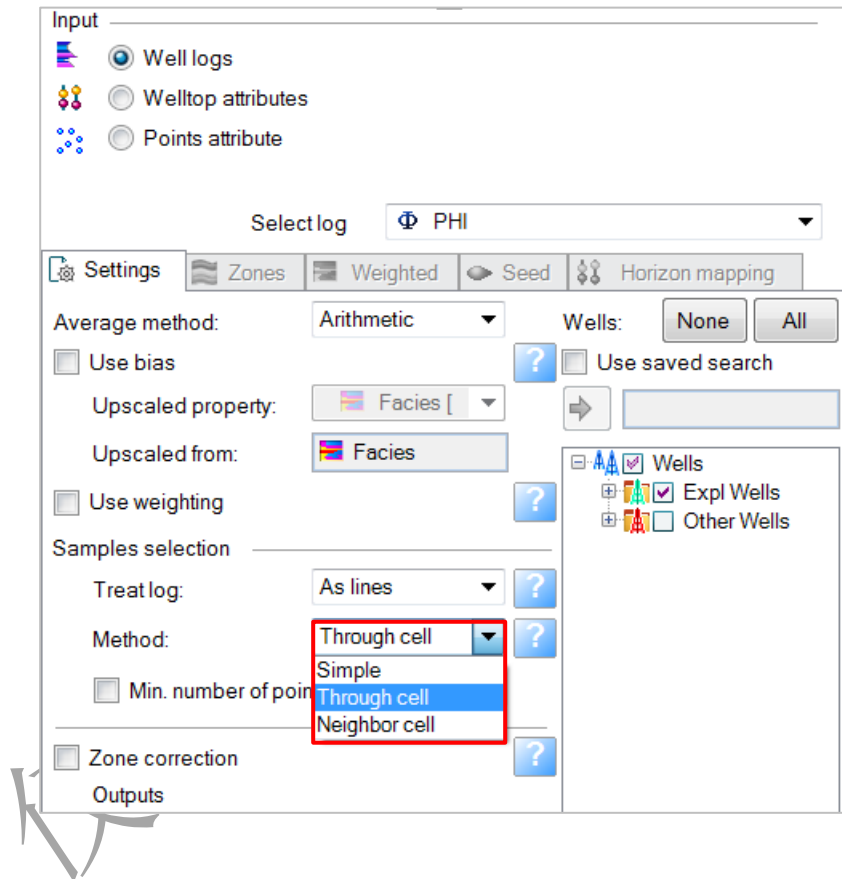 Input
Well logs
Welltop attributes
Points attribute
Select log Φ PHI
Settings Zones Weighted Seed Horizon mapping
Average method: Arithmetic Wells: None All
Use bias ? Use saved search
Upscaled property: Facies [
Upscaled from: Facies
Wells
Use weighting ? Expl Wells
Other Wells
Samples selection
Treat log: As lines ?
Method: Through cell ?
Simple
Min. number of poin Through cell
Neighbor cell
Zone correction ?
Outputs